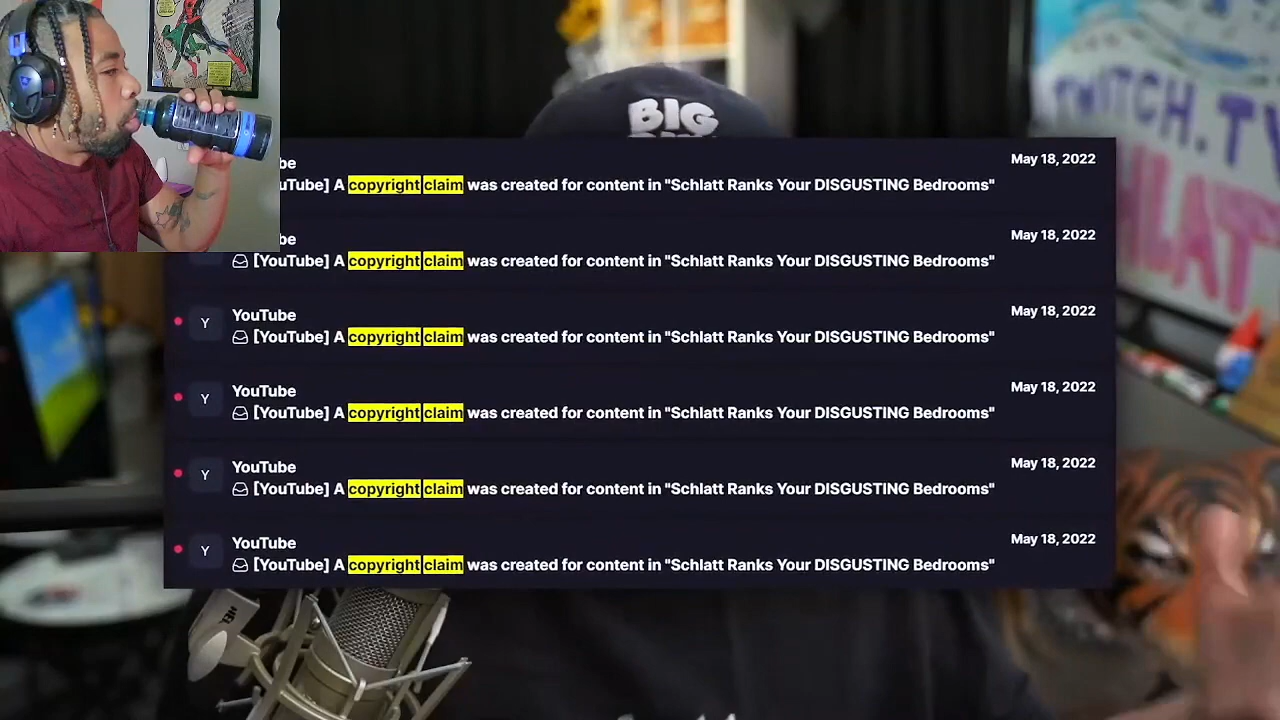 BIG
TWITCH.TV
be
May 18, 2022
uTube] A copyright claim was created for content in "Schlatt Ranks Your DISGUSTING Bedrooms"
be
May 18, 2022
[YouTube] A copyright claim was created for content in "Schlatt Ranks Your DISGUSTING Bedrooms"
Y
YouTube
May 18, 2022
[YouTube] A copyright claim was created for content in "Schlatt Ranks Your DISGUSTING Bedrooms"
Y
YouTube
May 18, 2022
[YouTube] A copyright claim was created for content in "Schlatt Ranks Your DISGUSTING Bedrooms"
Y
YouTube
May 18, 2022
[YouTube] A copyright claim was created for content in "Schlatt Ranks Your DISGUSTING Bedrooms"
Y
YouTube
May 18, 2022
[YouTube] A copyright claim was created for content in "Schlatt Ranks Your DISGUSTING Bedrooms"